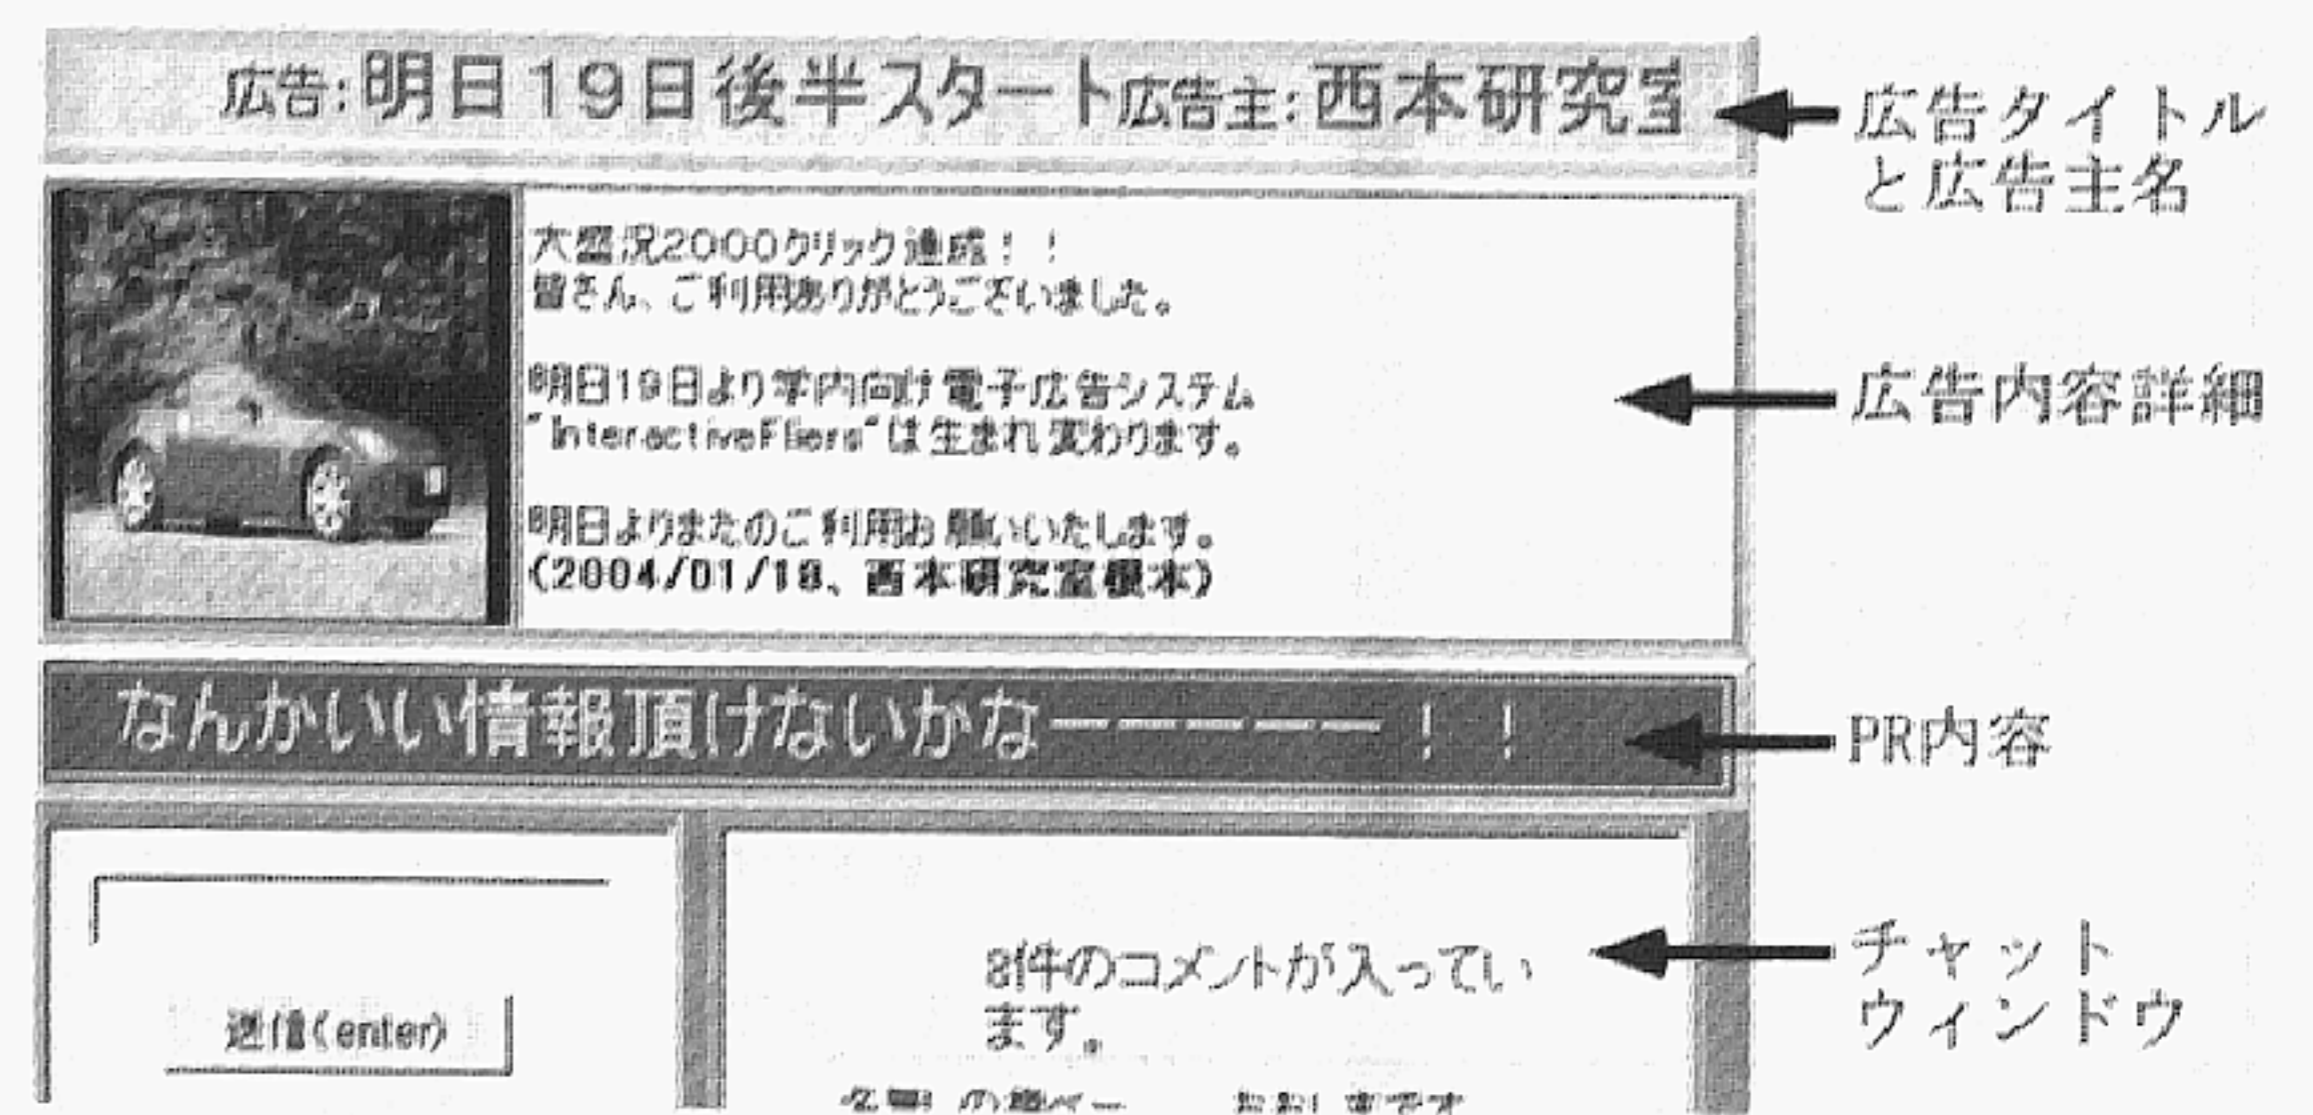 広告:明日19日後半スタート広告主:西本研究室
広告タイトル
と広告主名
大盛況2000クリック達成！！
皆さん、ご利用ありがとうございました。
明日19日より学内向け電子広告システム
"InteractiveFliers"は生まれ変わります。
明日よりまたのご利用お願いいたします。
(2004/01/18、西本研究室根本)
広告内容詳細
なんかいい情報頂けないかなーーーーー！！
PR内容
送信(enter)
8件のコメントが入ってい
ます。
チャット
ウィンドウ